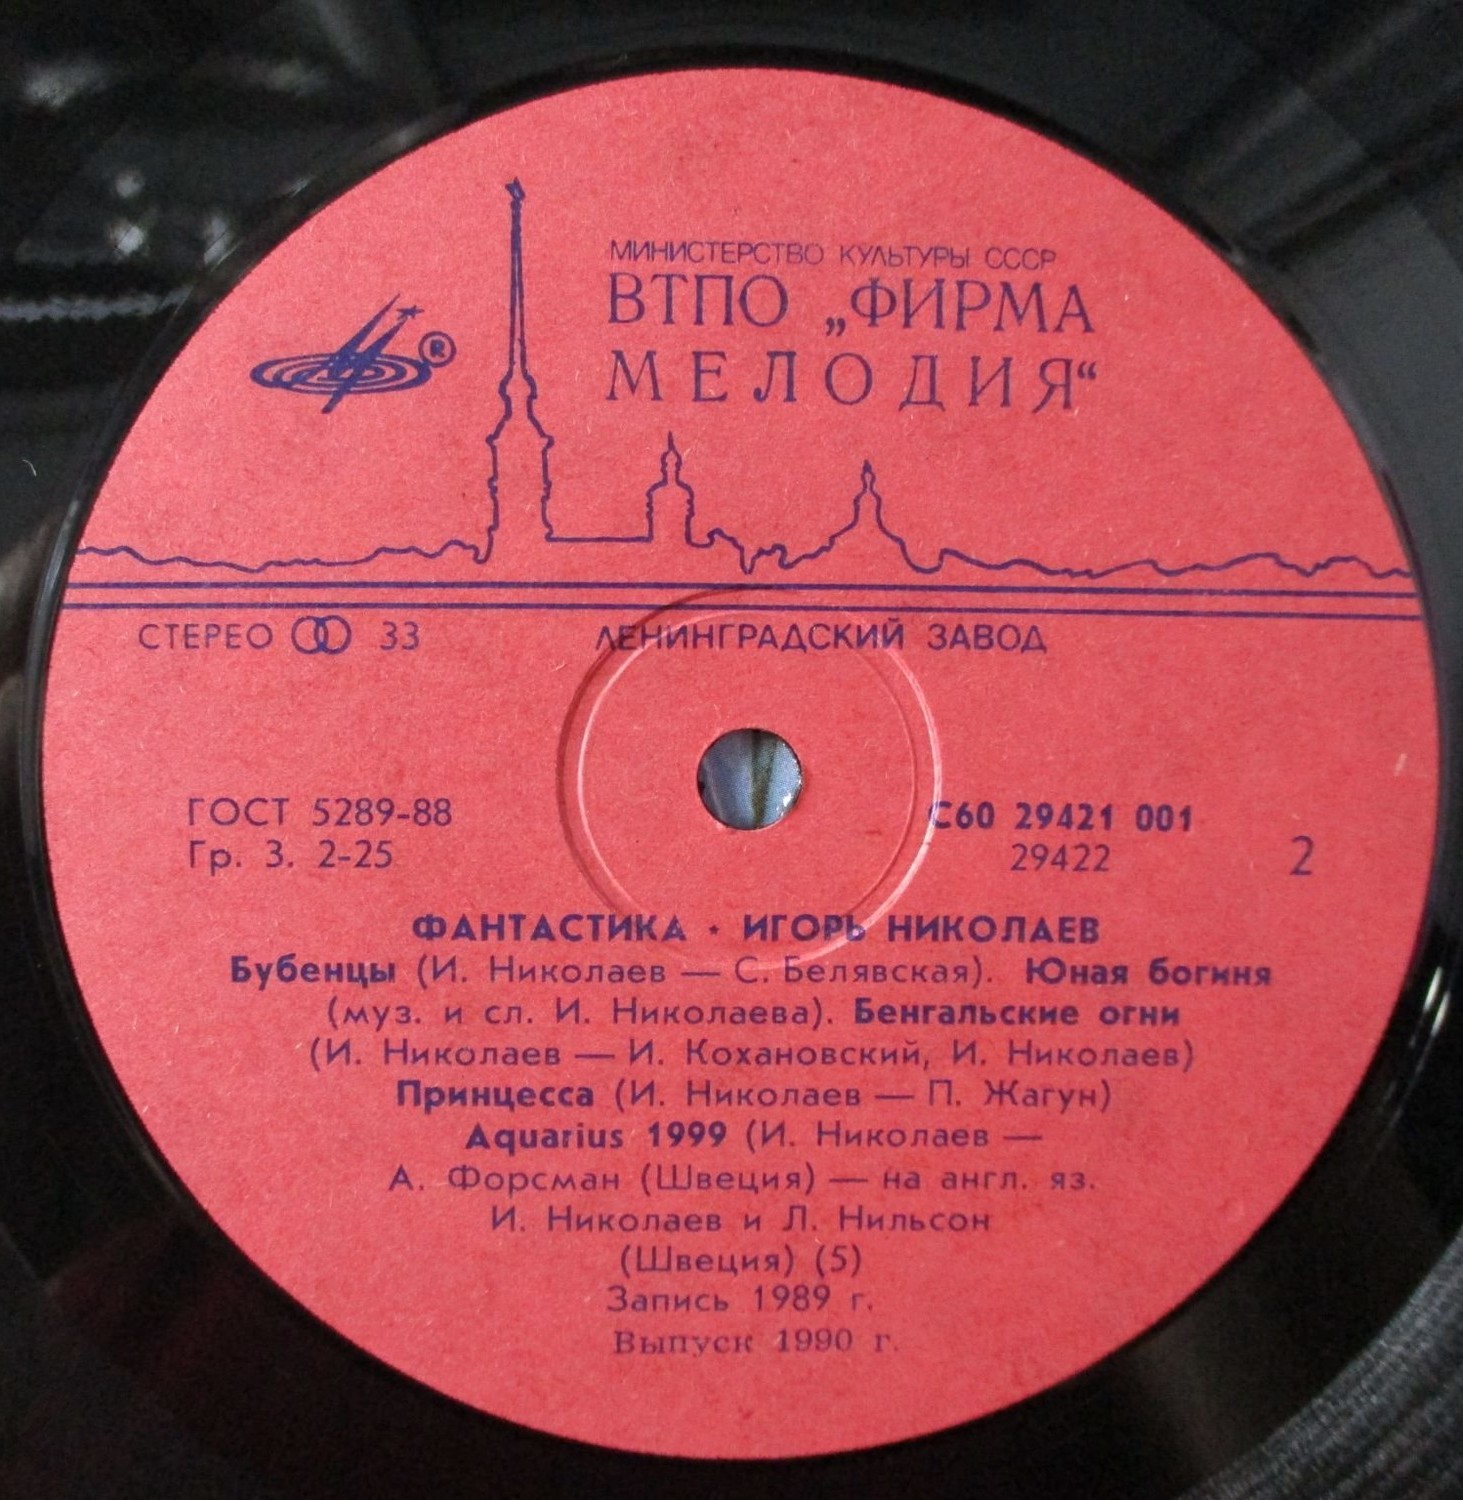 МИНИСТЕРСТВО КУЛЬТУРЫ СССР
ВТПО „ФИРМА
МЕЛОДИЯ“
®
СТЕРЕО 33 ЛЕНИНГРАДСКИЙ ЗАВОД
ГОСТ 5289-88 С60 29421 001
Гр. 3. 2-25 29422 2
ФАНТАСТИКА · ИГОРЬ НИКОЛАЕВ
Бубенцы (И. Николаев — С. Белявская). Юная богиня
(муз. и сл. И. Николаева). Бенгальские огни
(И. Николаев — И. Кохановский, И. Николаев)
Принцесса (И. Николаев — П. Жагун)
Aquarius 1999 (И. Николаев —
А. Форсман (Швеция) — на англ. яз.
И. Николаев и Л. Нильсон
(Швеция) (5)
Запись 1989 г.
Выпуск 1990 г.